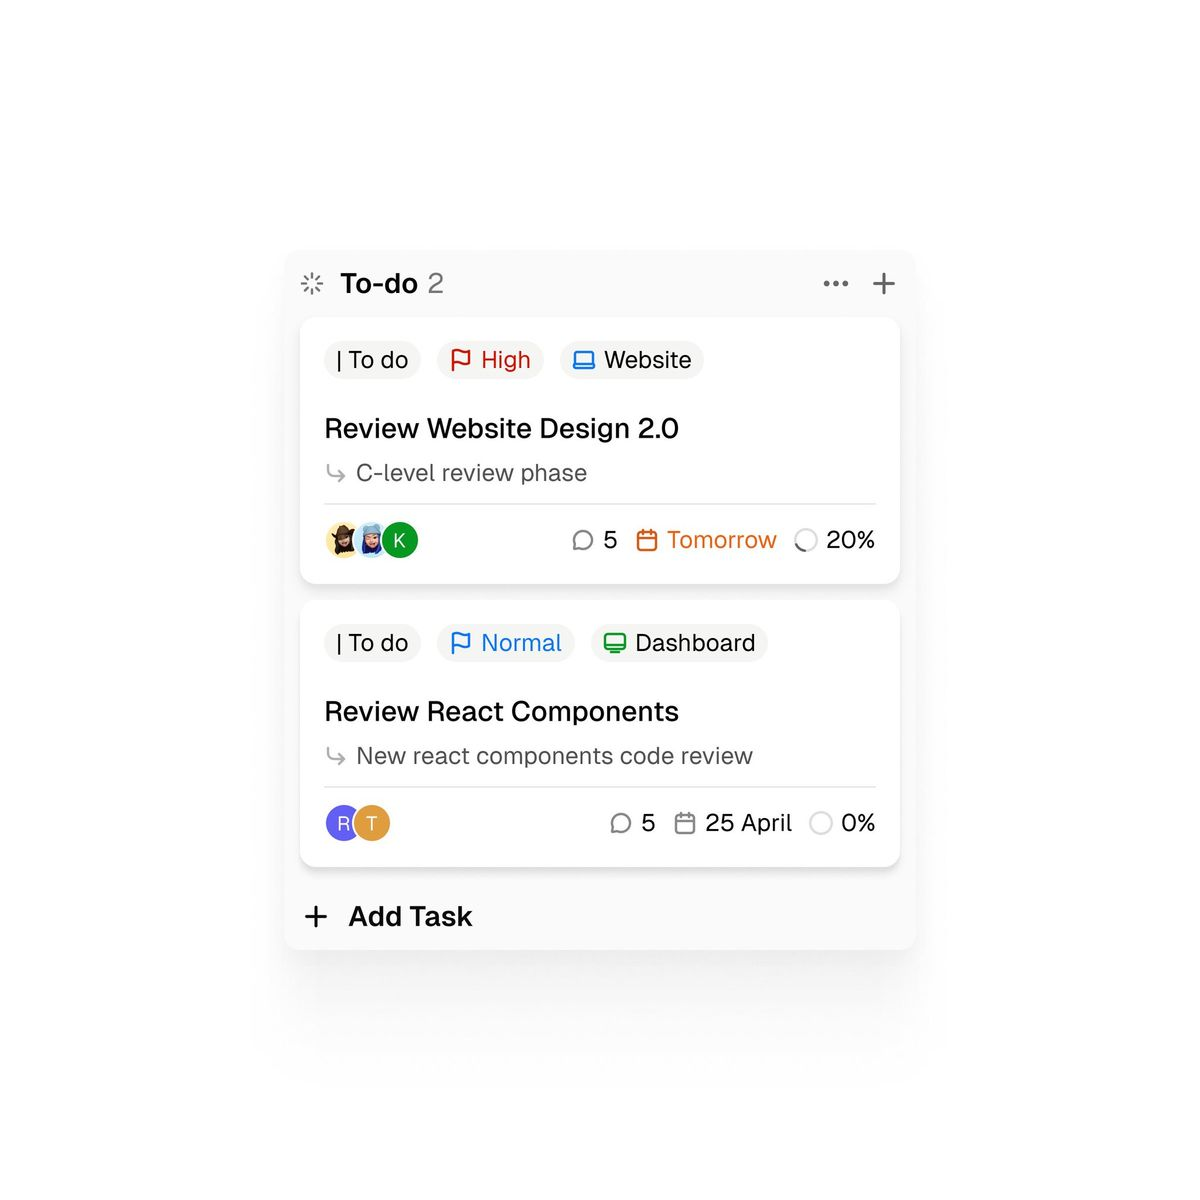 To-do 2
| To do High Website
Review Website Design 2.0
C-level review phase
K 5 Tomorrow 20%
| To do Normal Dashboard
Review React Components
New react components code review
R T 5 25 April 0%
+ Add Task